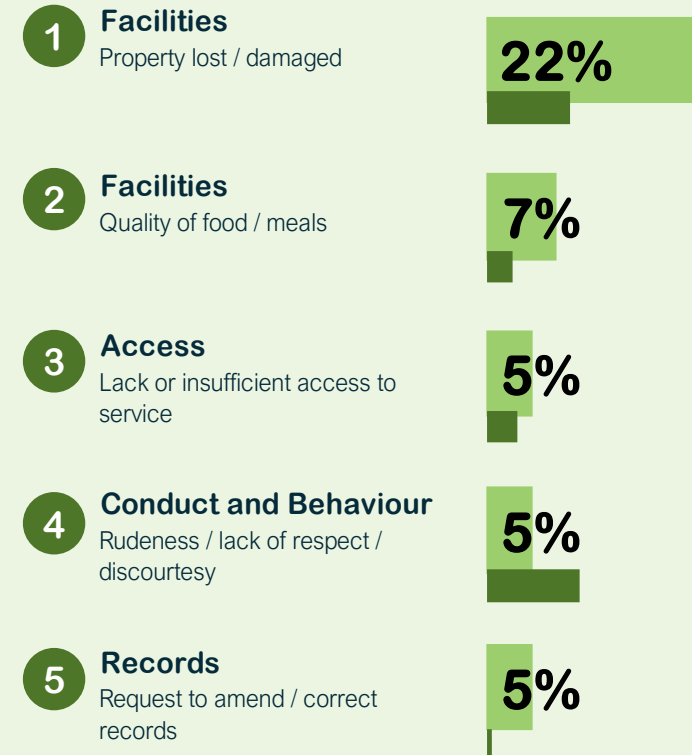 1
Facilities
Property lost / damaged
22%
2
Facilities
Quality of food / meals
7%
3
Access
Lack or insufficient access to
service
5%
4
Conduct and Behaviour
Rudeness / lack of respect /
discourtesy
5%
5
Records
Request to amend / correct
records
5%